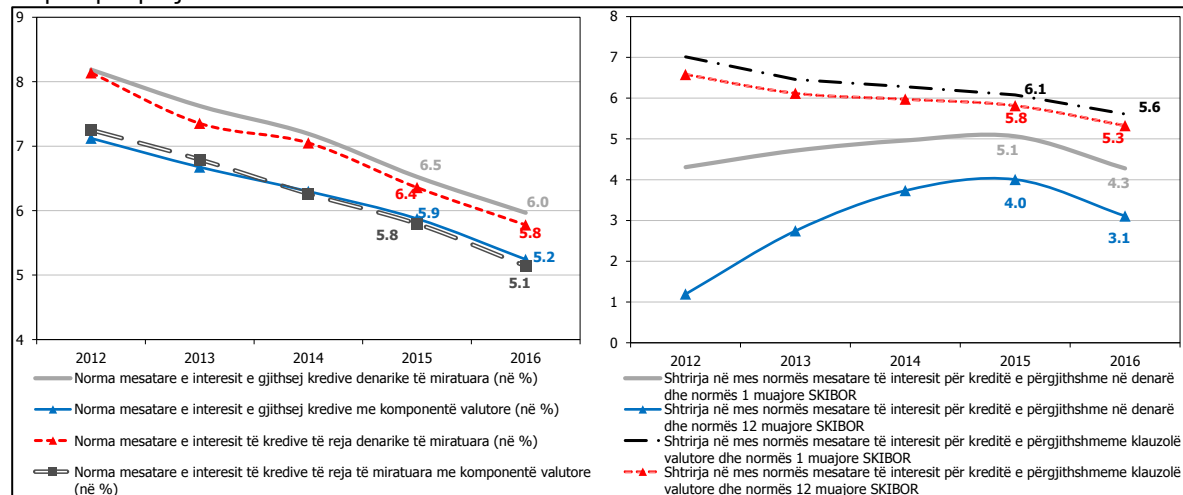 9
8
7
6
5
4
6.5
6.0
6.4
5.8
5.9
5.8
5.2
5.1
2012 2013 2014 2015 2016
Norma mesatare e interesit e gjithsej kredive denarike të miratuara (në %)
Norma mesatare e interesit e gjithsej kredive me komponentë valutore (në %)
Norma mesatare e interesit të kredive të reja denarike të miratuara (në %)
Norma mesatare e interesit të kredive të reja të miratuara me komponentë valutore
(në %)
8
7
6
5
4
3
2
1
0
6.1
5.6
5.8
5.3
5.1
4.3
4.0
3.1
2012 2013 2014 2015 2016
Shtrirja në mes normës mesatare të interesit për kreditë e përgjithshme në denarë
dhe normës 1 muajore SKIBOR
Shtrirja në mes normës mesatare të interesit për kreditë e përgjithshme në denarë
dhe normës 12 muajore SKIBOR
Shtrirja në mes normës mesatare të interesit për kreditë e përgjithshmeme klauzolë
valutore dhe normës 1 muajore SKIBOR
Shtrirja në mes normës mesatare të interesit për kreditë e përgjithshmeme klauzolë
valutore dhe normës 12 muajore SKIBOR